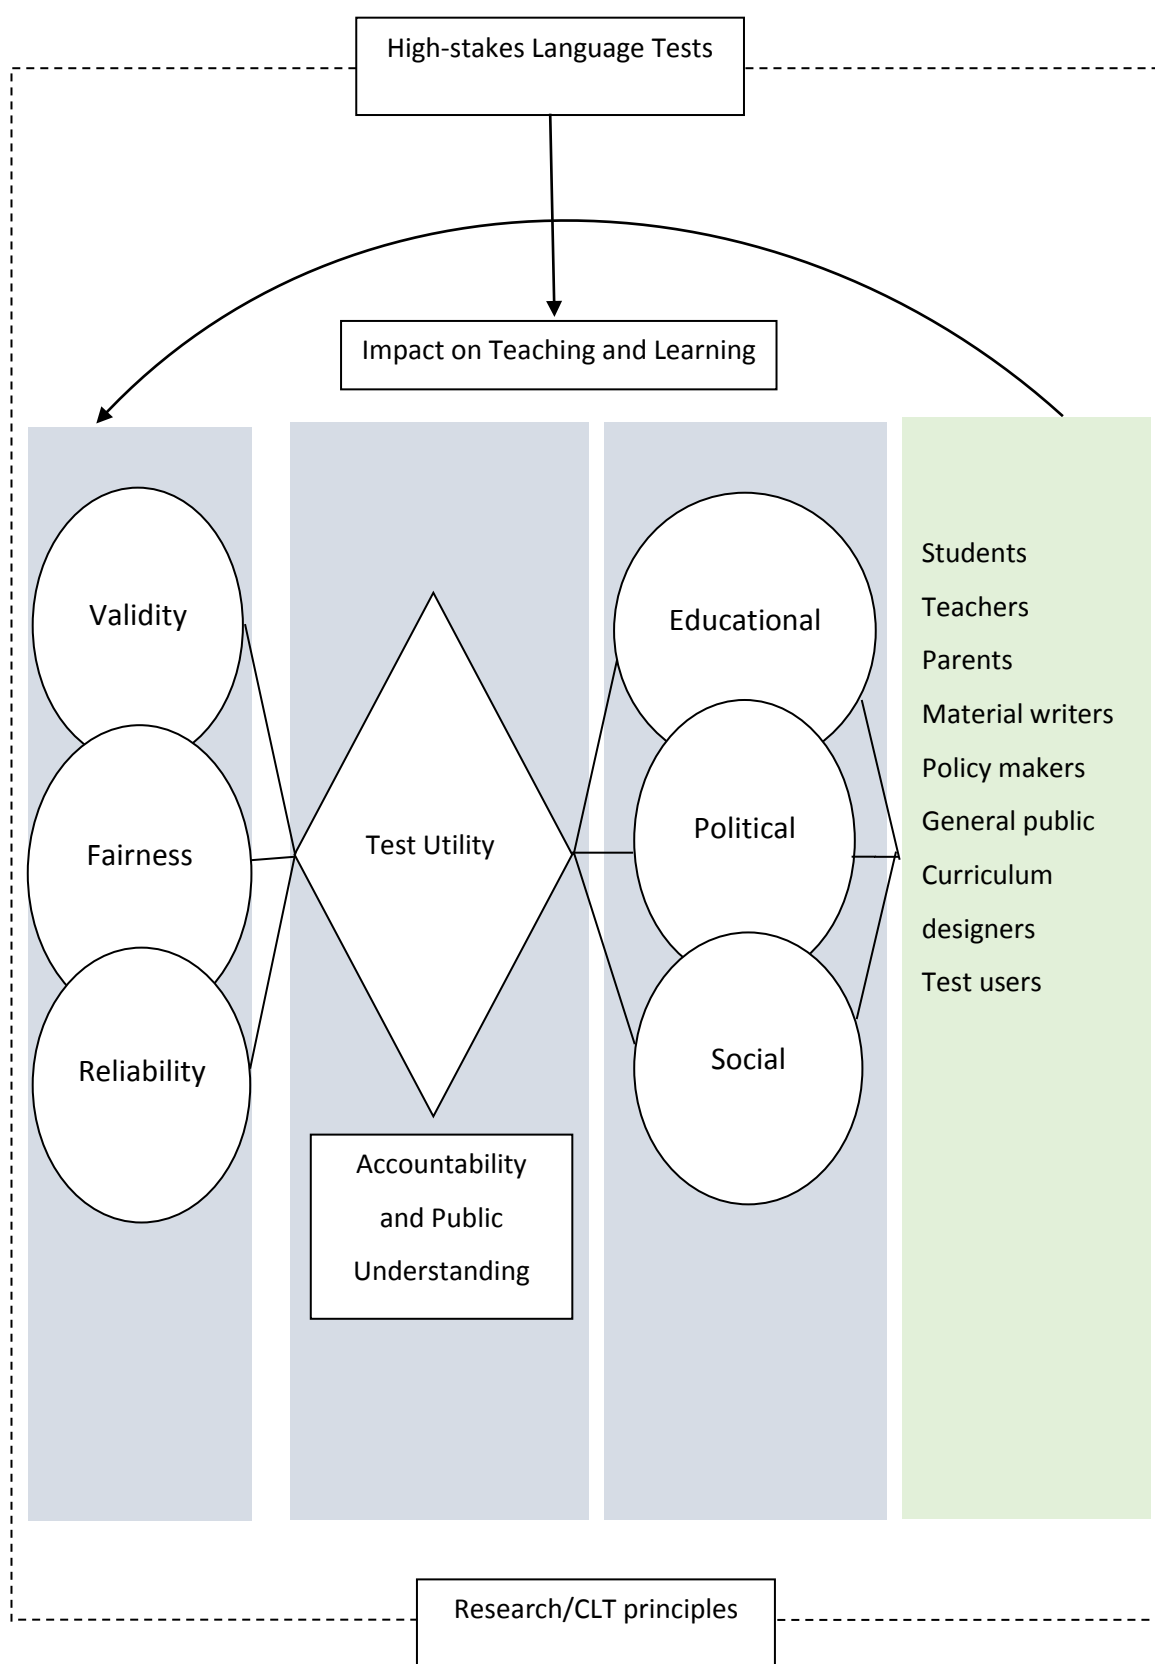 High-stakes Language Tests
Impact on Teaching and Learning
Validity
Fairness
Reliability
Test Utility
Accountability
and Public
Understanding
Educational
Political
Social
Students
Teachers
Parents
Material writers
Policy makers
General public
Curriculum
designers
Test users
Research/CLT principles